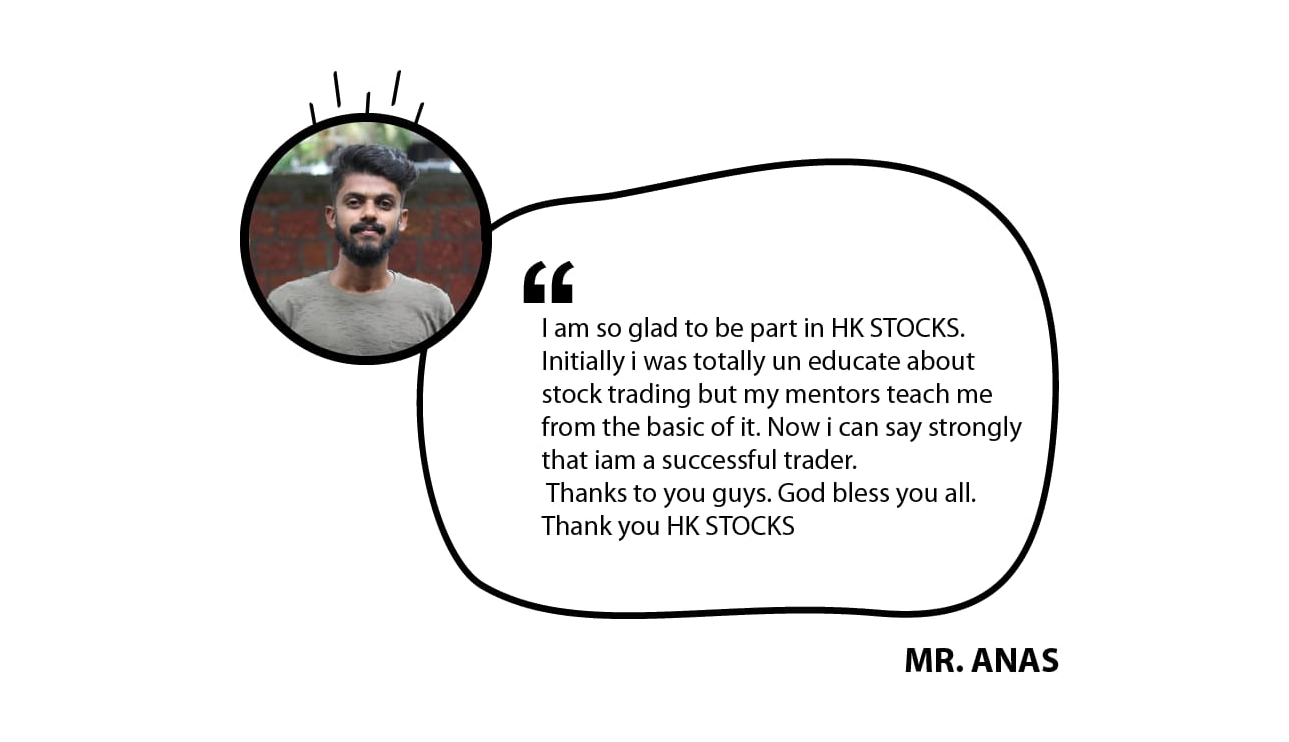 “
I am so glad to be part in HK STOCKS.
Initially i was totally un educate about
stock trading but my mentors teach me
from the basic of it. Now i can say strongly
that iam a successful trader.
Thanks to you guys. God bless you all.
Thank you HK STOCKS
MR. ANAS